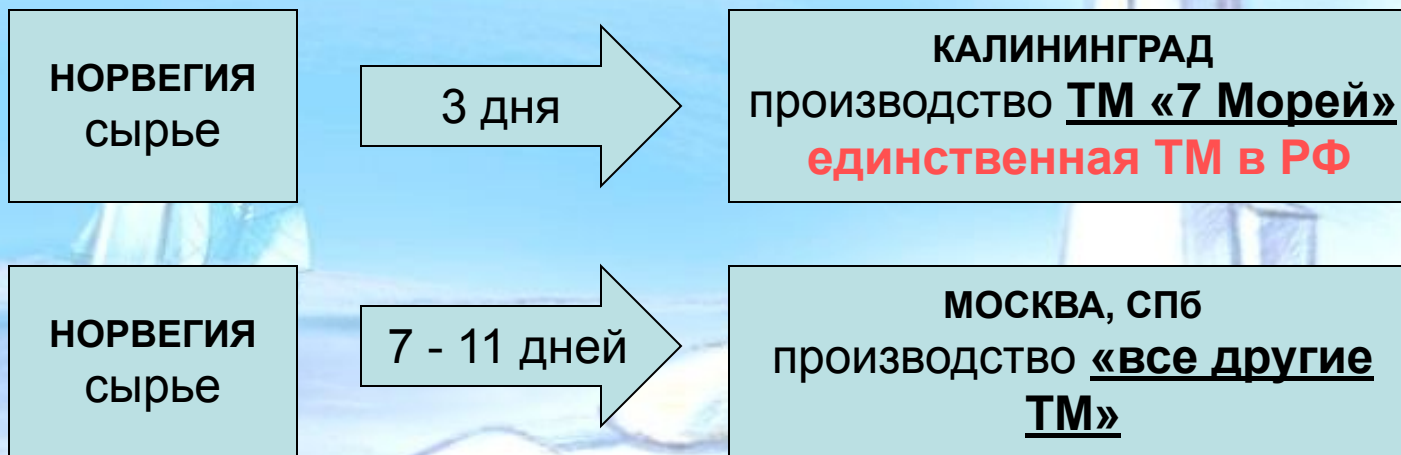 НОРВЕГИЯ
сырье
3 дня
КАЛИНИНГРАД
производство ТМ «7 Морей»
единственная ТМ в РФ
НОРВЕГИЯ
сырье
7 - 11 дней
МОСКВА, СПб
производство «все другие
ТМ»